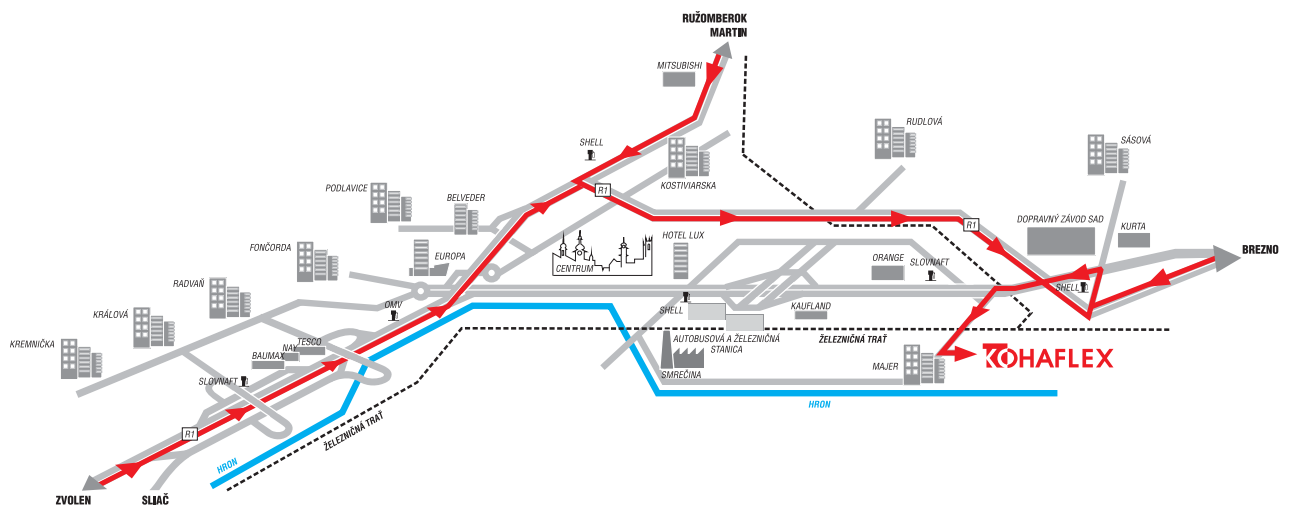 RUŽOMBEROK
MARTIN
MITSUBISHI
RUDLOVÁ
SÁSOVÁ
SHELL
KOSTIVIARSKA
PODLAVICE
BELVEDER
R1
R1
DOPRAVNÝ ZÁVOD SAD
KURTA
FONČORDA
EUROPA
CENTRUM
HOTEL LUX
ORANGE
SLOVNAFT
BREZNO
RADVAŇ
OMV
SHELL
SHELL
KAUFLAND
KRÁLOVÁ
KREMNIČKA
TESCO
NAY
BAUMAX
SLOVNAFT
AUTOBUSOVÁ A ŽELEZNIČNÁ
STANICA
ŽELEZNIČNÁ TRAŤ
SMREČINA
MAJER
KOHAFLEX
HRON
R1
ŽELEZNIČNÁ TRAŤ
HRON
ZVOLEN
SLIAČ